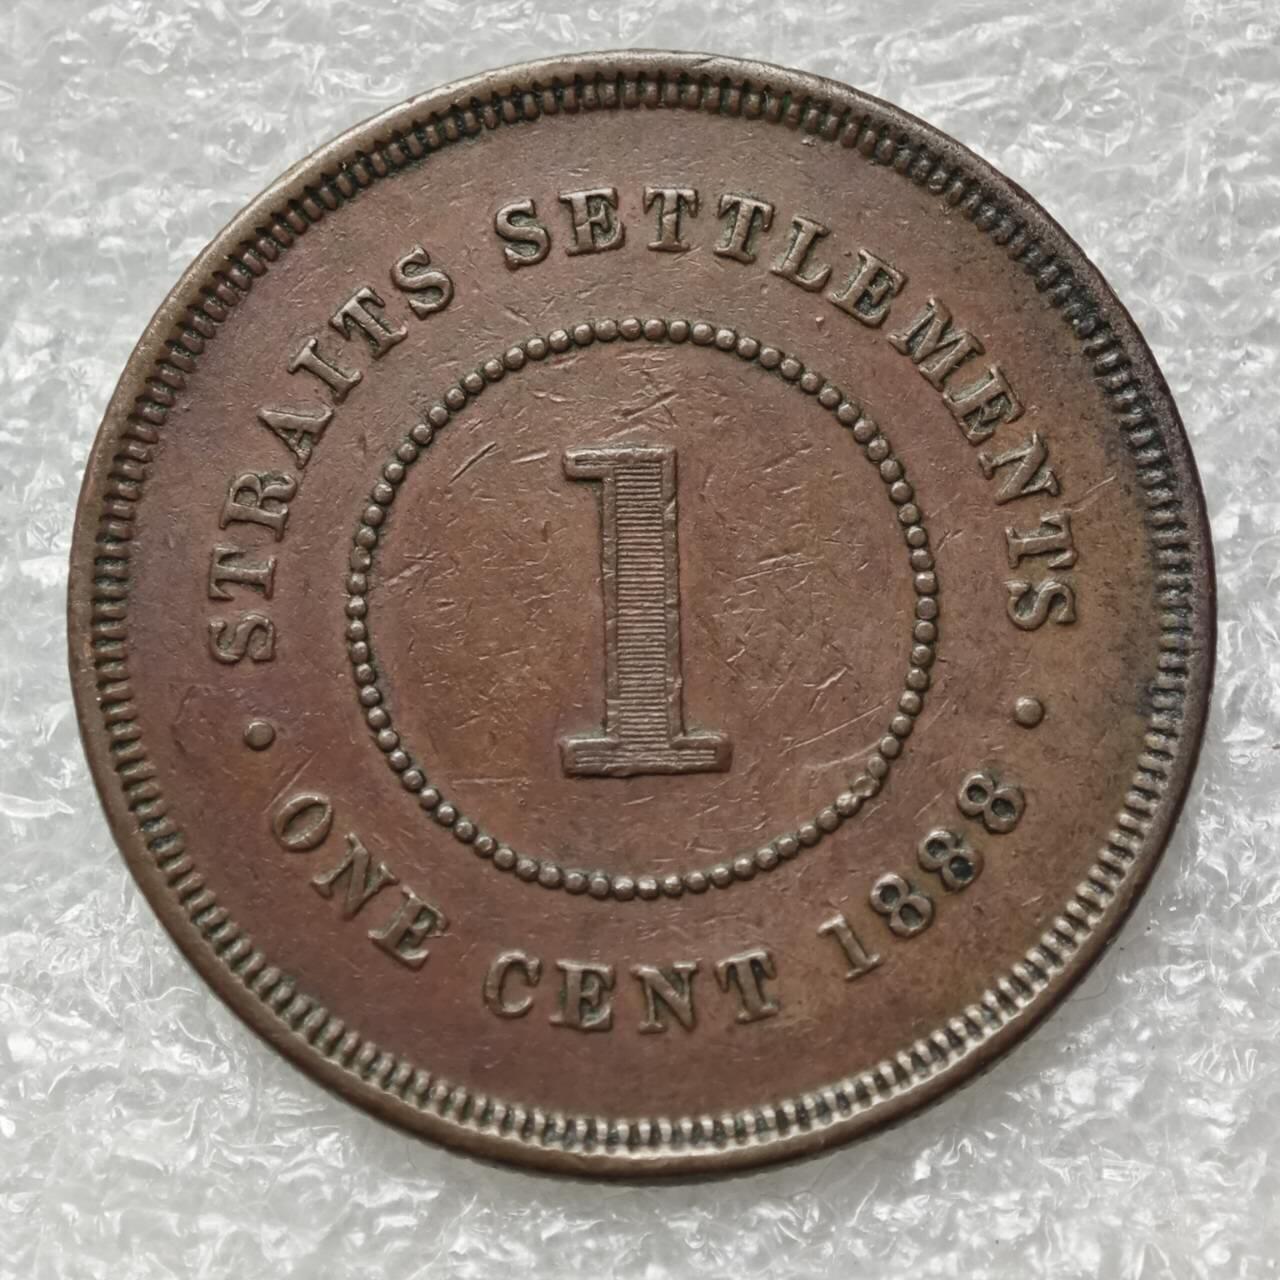 STRAITS SETTLEMENTS
1
· ONE CENT 1888 ·